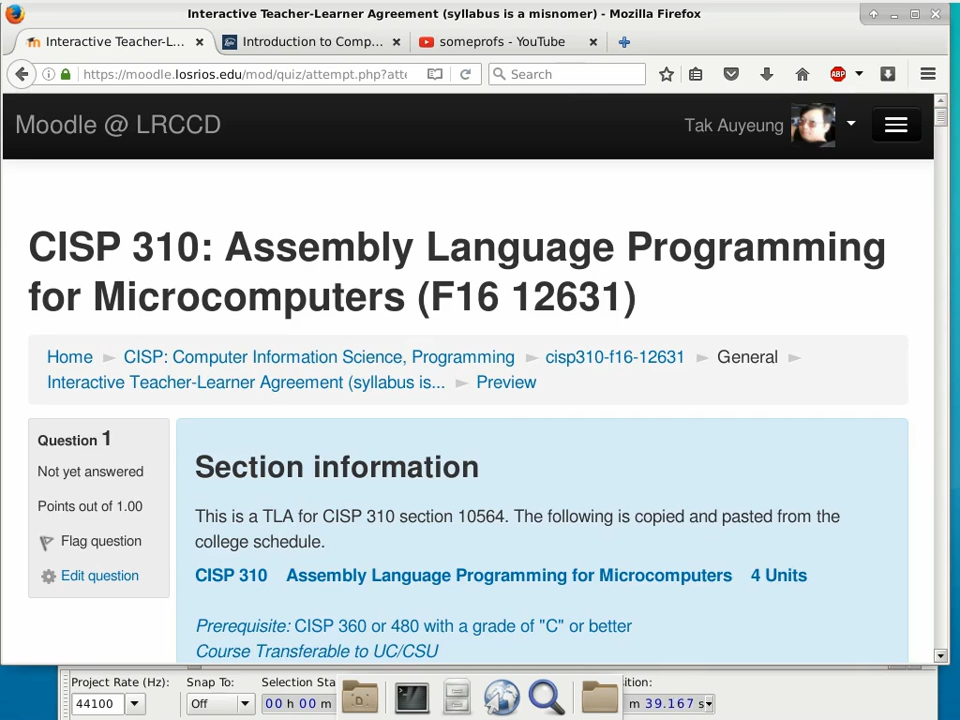 Interactive Teacher-Learner Agreement (syllabus is a misnomer) - Mozilla Firefox
Interactive Teacher-L...
Introduction to Comp...
someprofs - YouTube
https://moodle.losrios.edu/mod/quiz/attempt.php?atte
Search
ABP
Moodle @ LRCCD
Tak Auyeung
CISP 310: Assembly Language Programming
for Microcomputers (F16 12631)
Home ► CISP: Computer Information Science, Programming ► cisp310-f16-12631 ► General ►
Interactive Teacher-Learner Agreement (syllabus is... ► Preview
Question 1
Not yet answered
Points out of 1.00
Flag question
Edit question
Section information
This is a TLA for CISP 310 section 10564. The following is copied and pasted from the
college schedule.
CISP 310 Assembly Language Programming for Microcomputers 4 Units
Prerequisite: CISP 360 or 480 with a grade of "C" or better
Course Transferable to UC/CSU
Project Rate (Hz):
Snap To:
Selection Sta
ition:
44100
Off
00 h 00 m
m 39.167 s